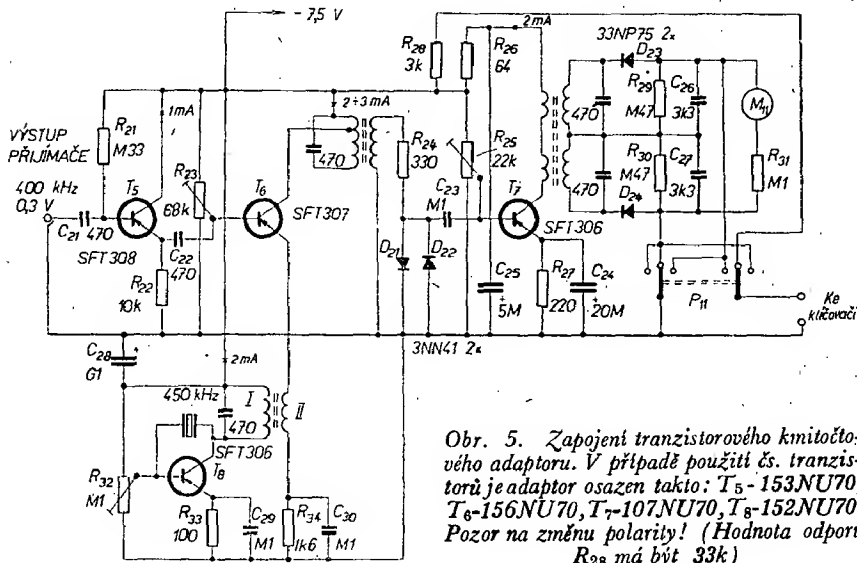 - 7,5 V
2mA
33NP75 2x
D23
R28
3k
R26
64
1mA
2÷3mA
R29
M47
C26
3k3
M11
R21
M33
VÝSTUP
PŘIJÍMAČE
470
R24
330
R25
22k
470
R23
68k
T5
T6
C23
M1
T7
R30
M47
C27
3k3
R31
M1
400 kHz
0,3 V
SFT307
470
D24
C21 470
SFT308
C22
470
D21
D22
SFT306
R22
10k
C25
5M
R27
220
C24
20M
P11
Ke
klíčovači
C28
G1
2mA
3NN41 2x
450 kHz
I
II
470
SFT306
T8
R32
M1
R33
100
C29
M1
R34
1k6
C30
M1
Obr. 5. Zapojení tranzistorového kmitočto-
vého adaptoru. V případě použití čs. tranzis-
torů je adaptor osazen takto: T5 - 153NU70,
T6-156NU70, T7-107NU70, T8-152NU70.
Pozor na změnu polarity! (Hodnota odporu
R28 má být 33k)